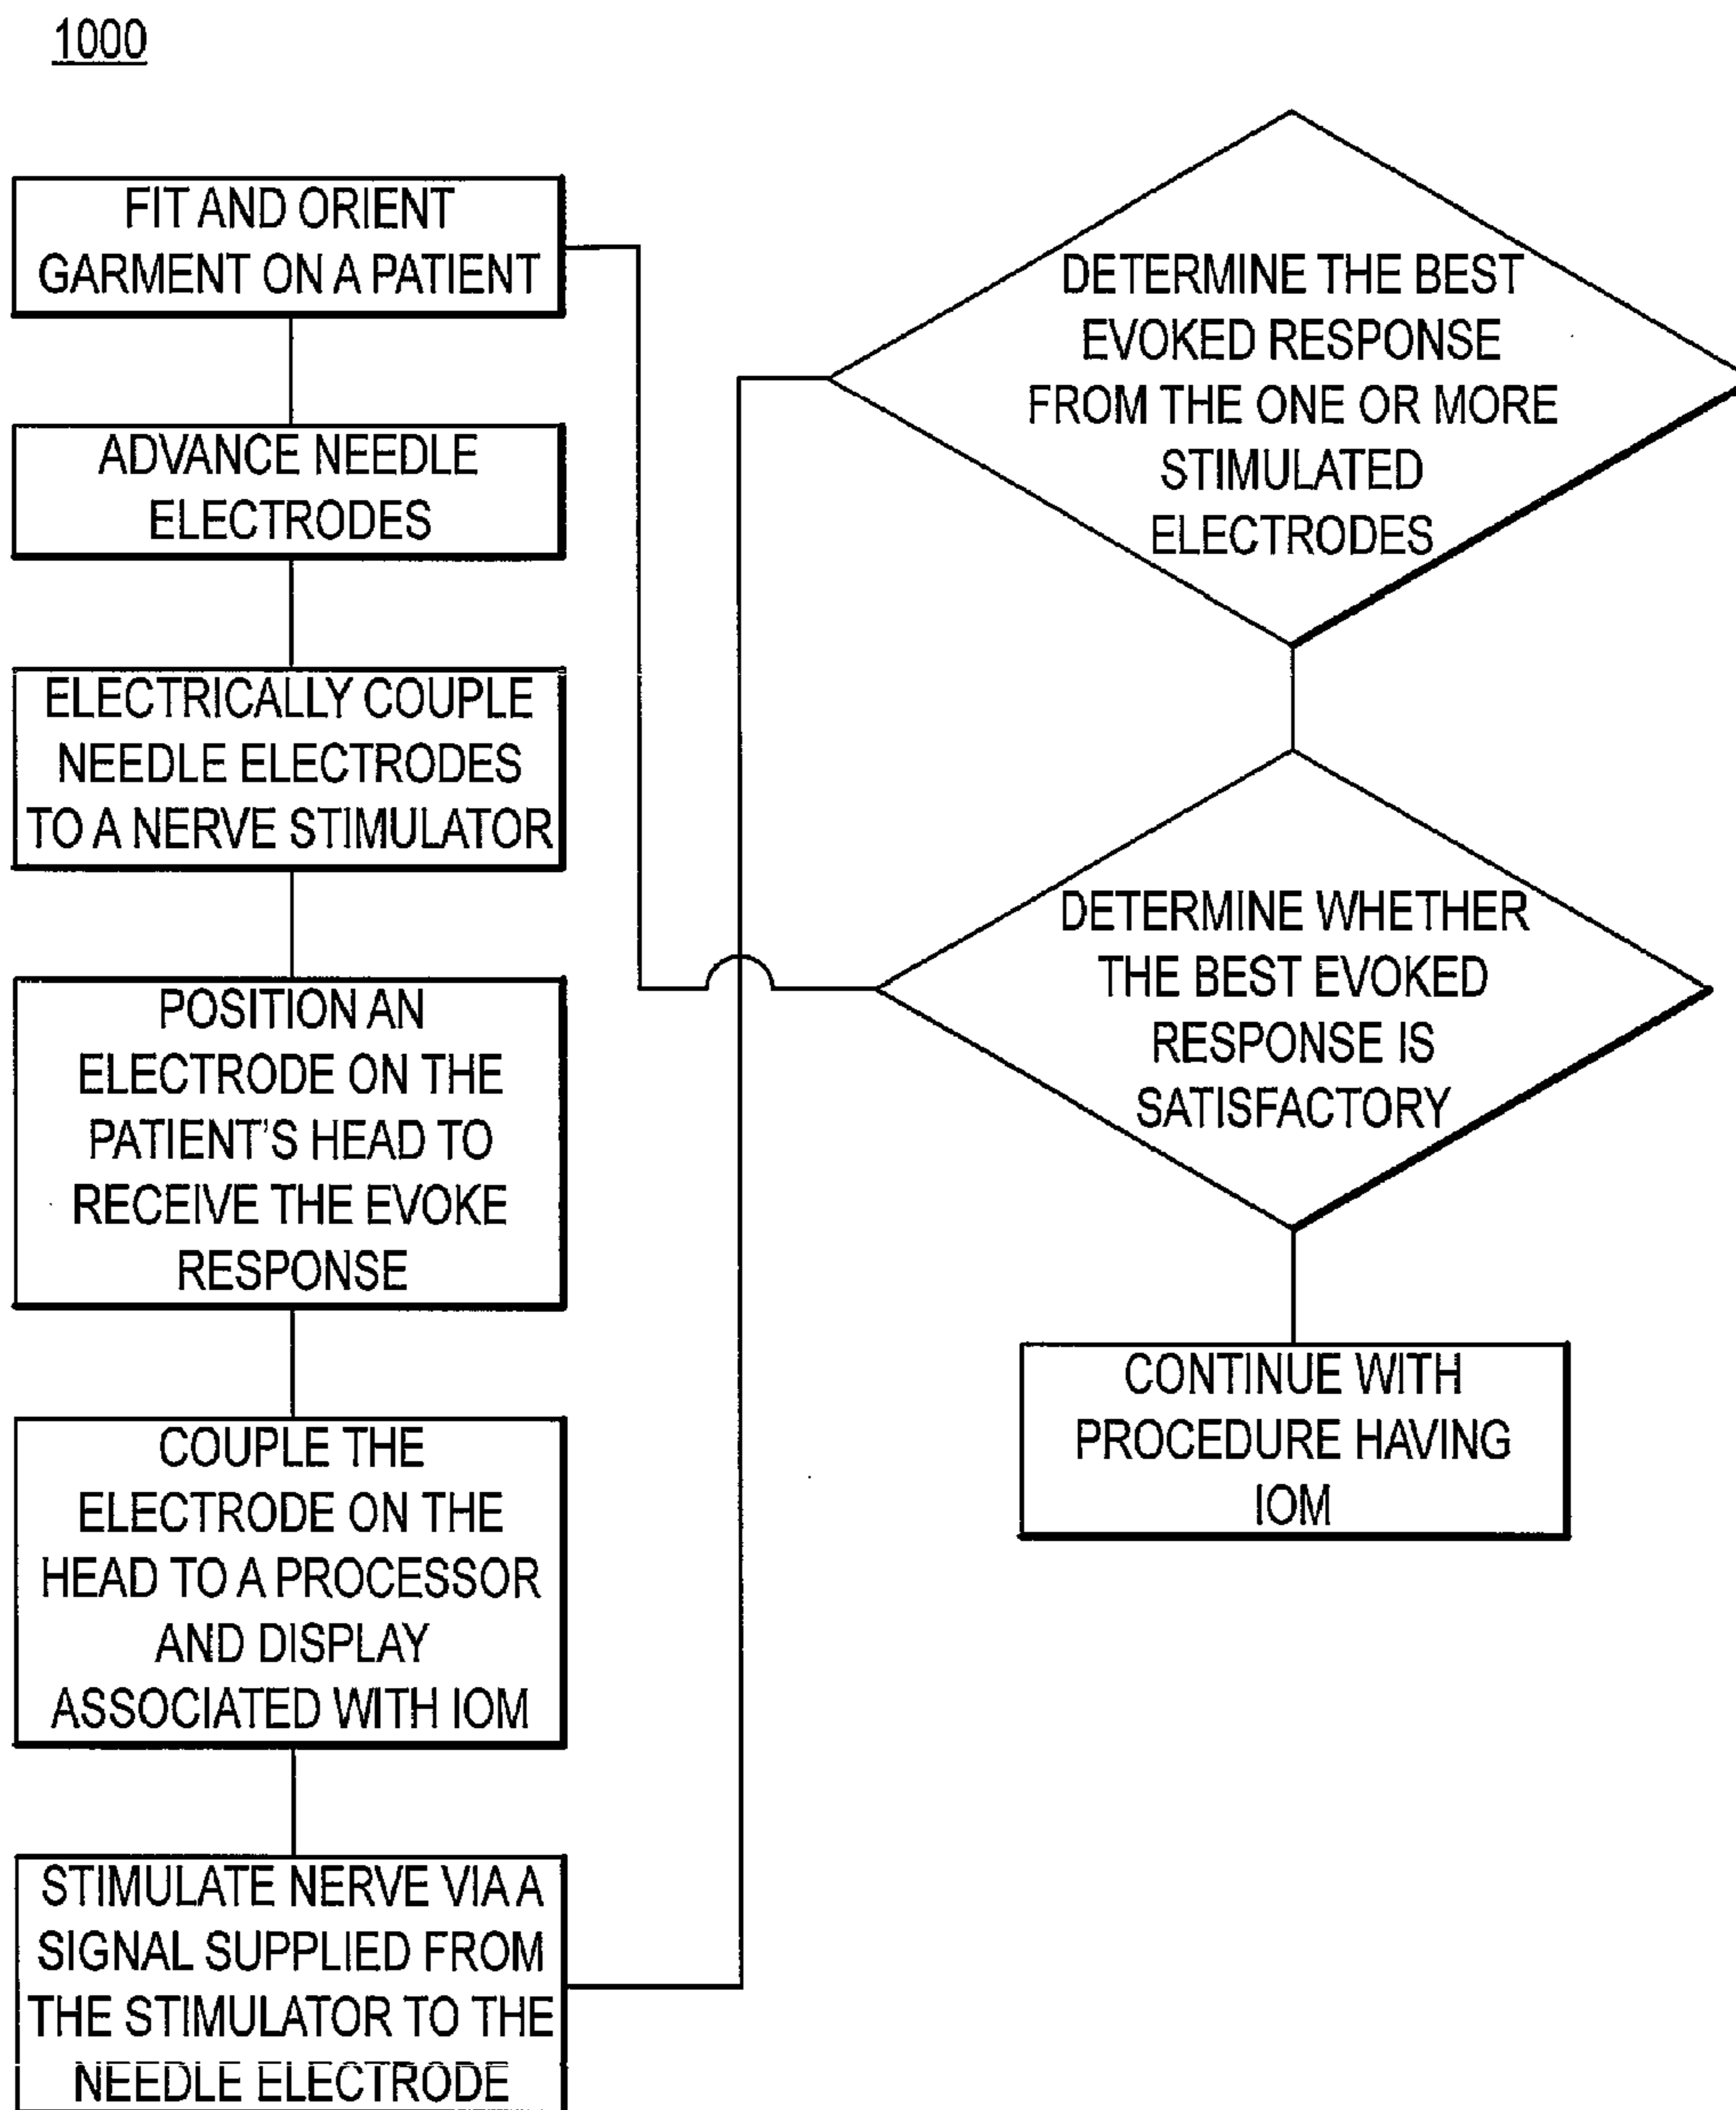 1000
FIT AND ORIENT
GARMENT ON A PATIENT
ADVANCE NEEDLE
ELECTRODES
ELECTRICALLY COUPLE
NEEDLE ELECTRODES
TO A NERVE STIMULATOR
POSITION AN
ELECTRODE ON THE
PATIENT'S HEAD TO
RECEIVE THE EVOKE
RESPONSE
COUPLE THE
ELECTRODE ON THE
HEAD TO A PROCESSOR
AND DISPLAY
ASSOCIATED WITH IOM
STIMULATE NERVE VIA A
SIGNAL SUPPLIED FROM
THE STIMULATOR TO THE
NEEDLE ELECTRODE
DETERMINE THE BEST
EVOKED RESPONSE
FROM THE ONE OR MORE
STIMULATED
ELECTRODES
DETERMINE WHETHER
THE BEST EVOKED
RESPONSE IS
SATISFACTORY
CONTINUE WITH
PROCEDURE HAVING
IOM